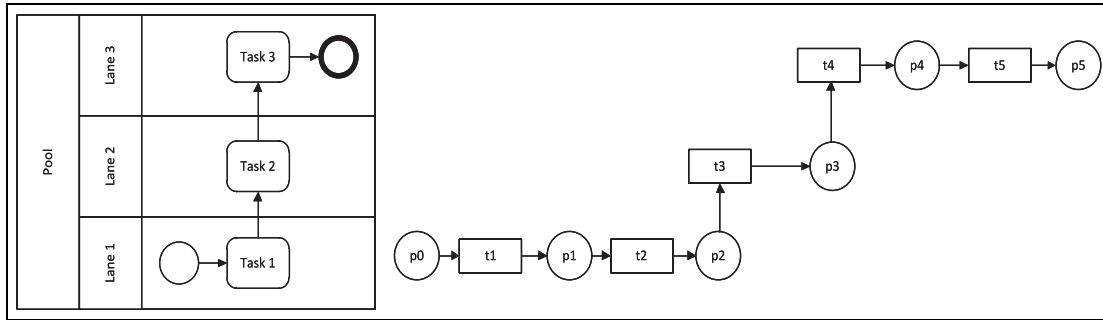 Pool
Lane 3
Task 3
Lane 2
Task 2
Lane 1
Task 1
t4
p4
t5
p5
t3
p3
p0
t1
p1
t2
p2